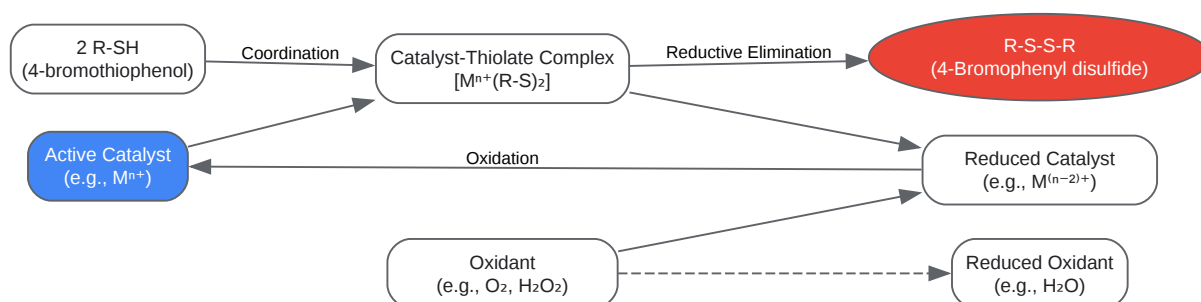 2 R-SH
(4-bromothiophenol)
Coordination
Catalyst-Thiolate Complex
[Mⁿ⁺(R-S)₂]
Reductive Elimination
R-S-S-R
(4-Bromophenyl disulfide)
Active Catalyst
(e.g., Mⁿ⁺)
Oxidation
Reduced Catalyst
(e.g., M⁽ⁿ⁻²⁾⁺)
Oxidant
(e.g., O₂, H₂O₂)
Reduced Oxidant
(e.g., H₂O)